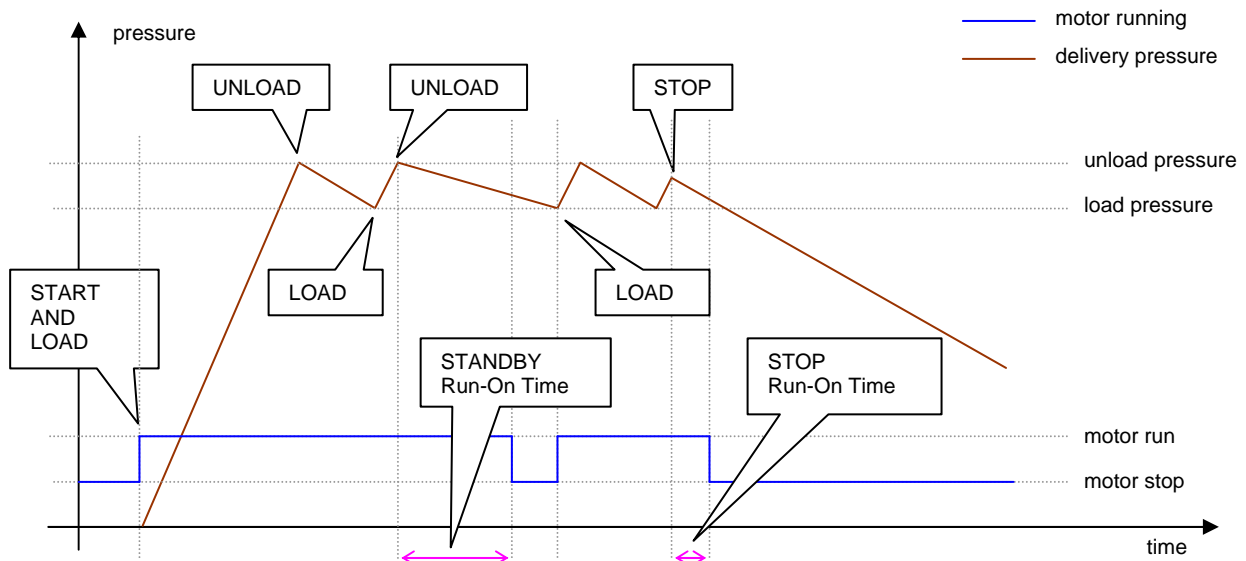 motor running
pressure
delivery pressure
UNLOAD
UNLOAD
STOP
unload pressure
load pressure
START
AND
LOAD
LOAD
LOAD
STANDBY
Run-On Time
STOP
Run-On Time
motor run
motor stop
time